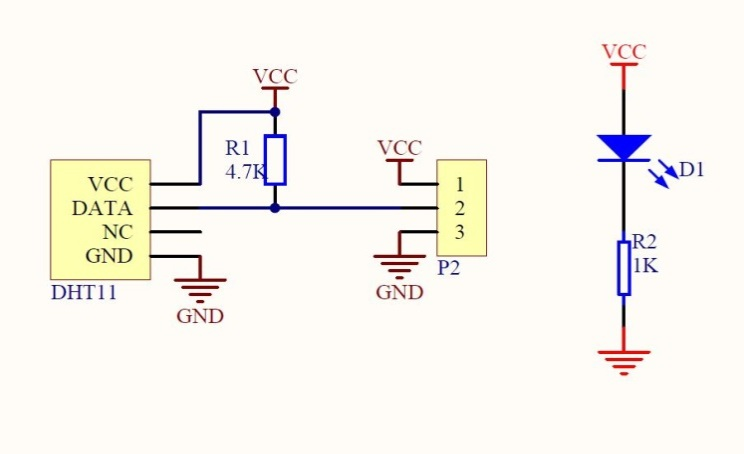 VCC
R1
4.7K
VCC
DATA
NC
GND
DHT11
GND
VCC
1
2
3
P2
GND
VCC
D1
R2
1K